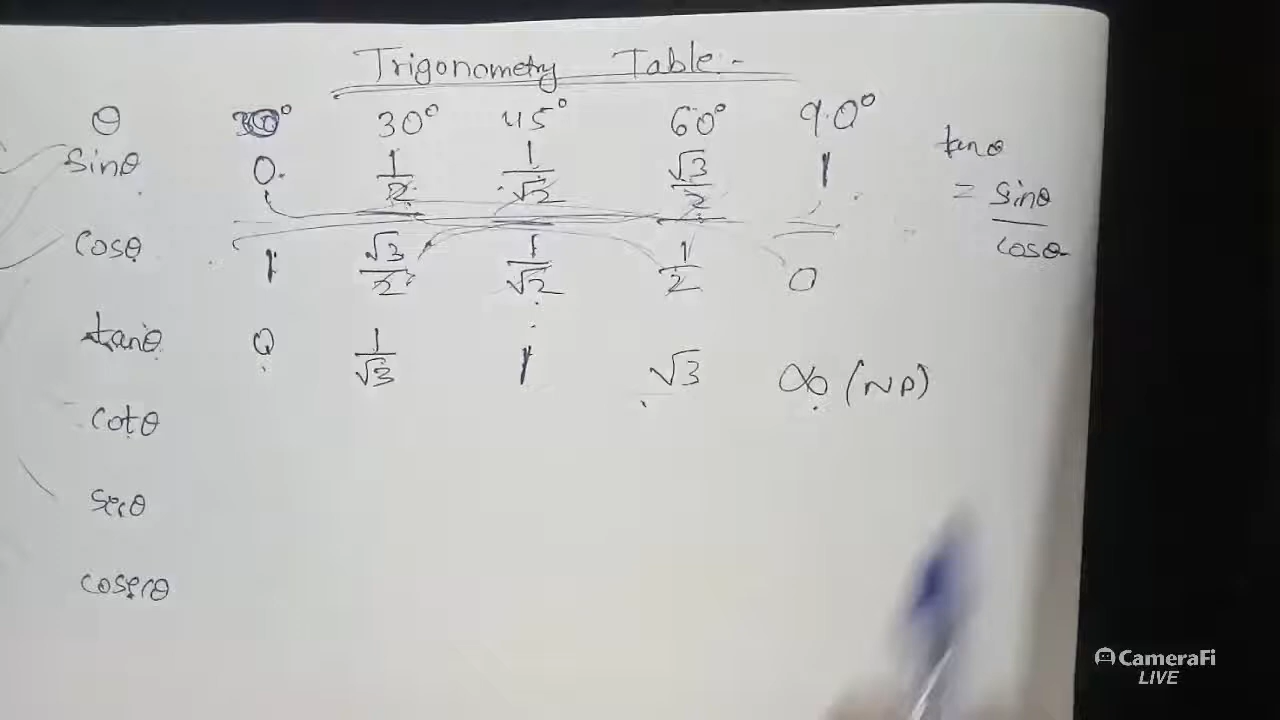 Trigonometry Table :-
θ 0° 30° 45° 60° 90°
sinθ 0 1/2 1/√2 √3/2 1
cosθ 1 √3/2 1/√2 1/2 0
tanθ 0 1/√3 1 √3 ∞ (ND)
cotθ
secθ
cosecθ
tanθ
= sinθ/cosθ
CameraFi
LIVE